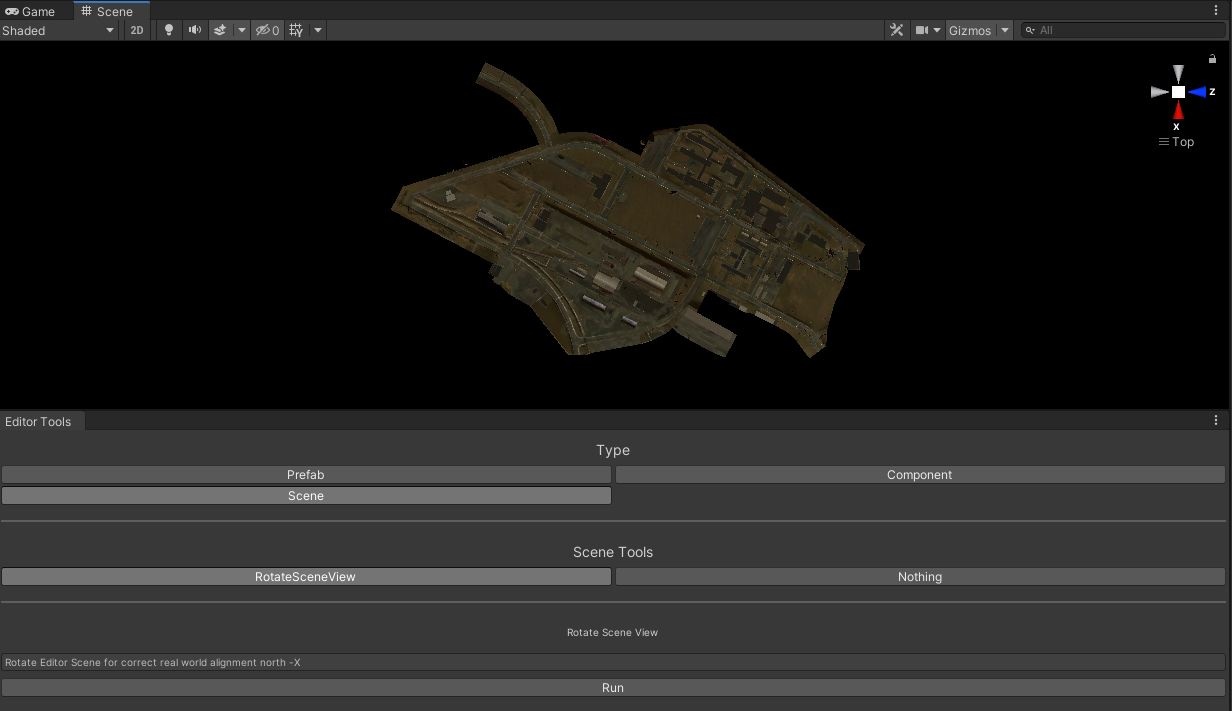 Game Scene
Shaded 2D 0 Gizmos All
z
x
Top
Editor Tools
Type
Prefab Component
Scene
Scene Tools
RotateSceneView Nothing
Rotate Scene View
Rotate Editor Scene for correct real world alignment north -X
Run